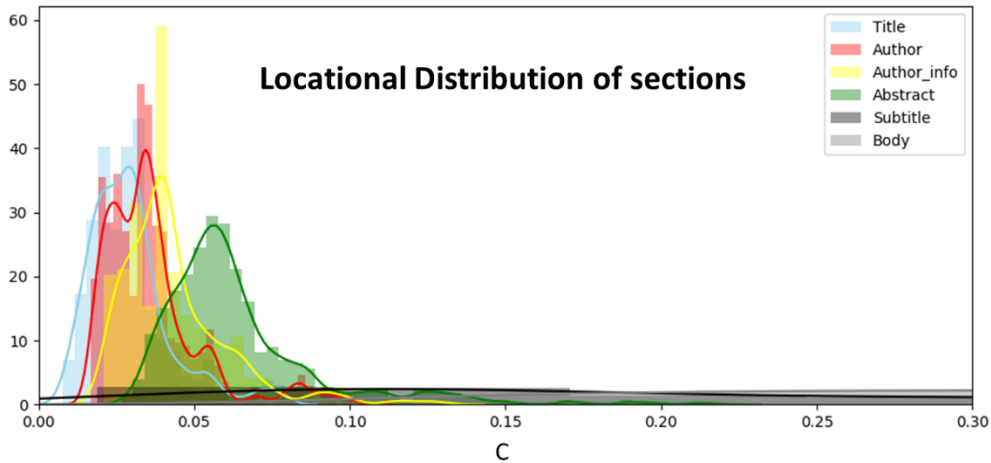 60
50
40
30
20
10
0
Locational Distribution of sections
Title
Author
Author_info
Abstract
Subtitle
Body
0.00 0.05 0.10 0.15 0.20 0.25 0.30
C